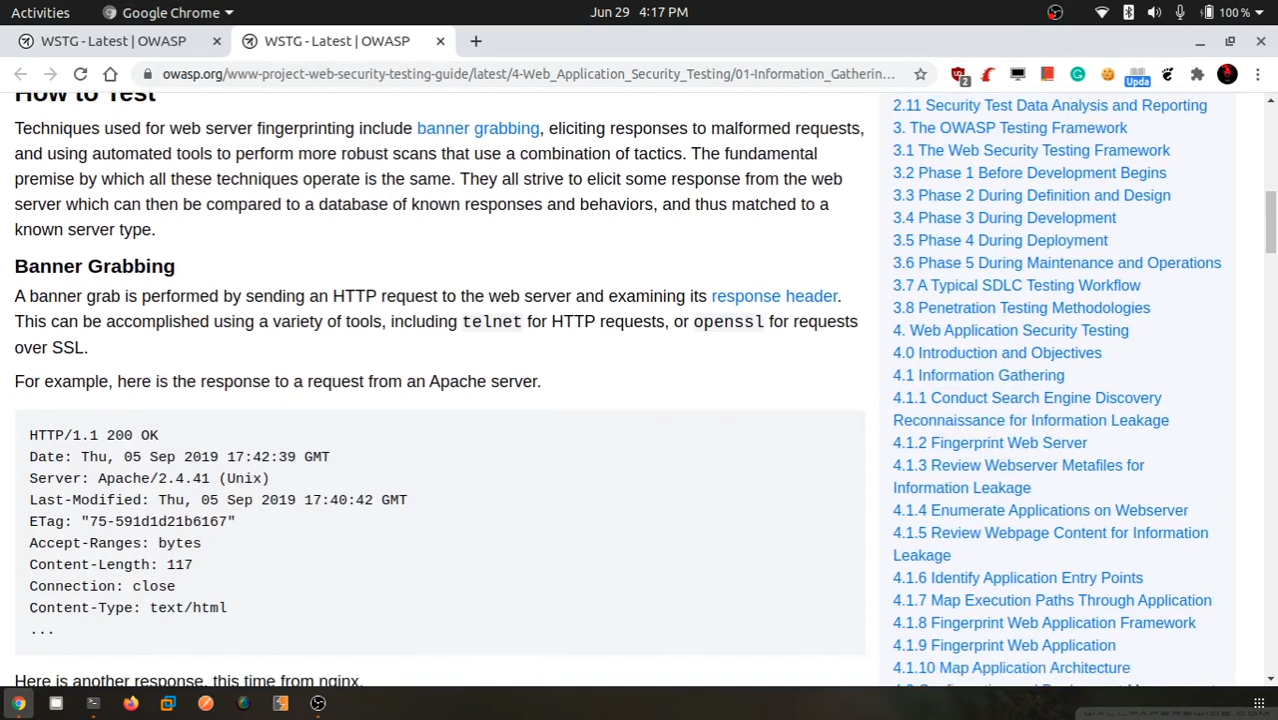 Activities
Google Chrome
Jun 29 4:17 PM
100 %
WSTG - Latest | OWASP
WSTG - Latest | OWASP
owasp.org/www-project-web-security-testing-guide/latest/4-Web_Application_Security_Testing/01-Information_Gatherin...
2
Upda
How to Test
Techniques used for web server fingerprinting include banner grabbing, eliciting responses to malformed requests,
and using automated tools to perform more robust scans that use a combination of tactics. The fundamental
premise by which all these techniques operate is the same. They all strive to elicit some response from the web
server which can then be compared to a database of known responses and behaviors, and thus matched to a
known server type.
Banner Grabbing
A banner grab is performed by sending an HTTP request to the web server and examining its response header.
This can be accomplished using a variety of tools, including telnet for HTTP requests, or openssl for requests
over SSL.
For example, here is the response to a request from an Apache server.
HTTP/1.1 200 OK
Date: Thu, 05 Sep 2019 17:42:39 GMT
Server: Apache/2.4.41 (Unix)
Last-Modified: Thu, 05 Sep 2019 17:40:42 GMT
ETag: "75-591d1d21b6167"
Accept-Ranges: bytes
Content-Length: 117
Connection: close
Content-Type: text/html
...
Here is another response, this time from nginx.
2.11 Security Test Data Analysis and Reporting
3. The OWASP Testing Framework
3.1 The Web Security Testing Framework
3.2 Phase 1 Before Development Begins
3.3 Phase 2 During Definition and Design
3.4 Phase 3 During Development
3.5 Phase 4 During Deployment
3.6 Phase 5 During Maintenance and Operations
3.7 A Typical SDLC Testing Workflow
3.8 Penetration Testing Methodologies
4. Web Application Security Testing
4.0 Introduction and Objectives
4.1 Information Gathering
4.1.1 Conduct Search Engine Discovery
Reconnaissance for Information Leakage
4.1.2 Fingerprint Web Server
4.1.3 Review Webserver Metafiles for
Information Leakage
4.1.4 Enumerate Applications on Webserver
4.1.5 Review Webpage Content for Information
Leakage
4.1.6 Identify Application Entry Points
4.1.7 Map Execution Paths Through Application
4.1.8 Fingerprint Web Application Framework
4.1.9 Fingerprint Web Application
4.1.10 Map Application Architecture